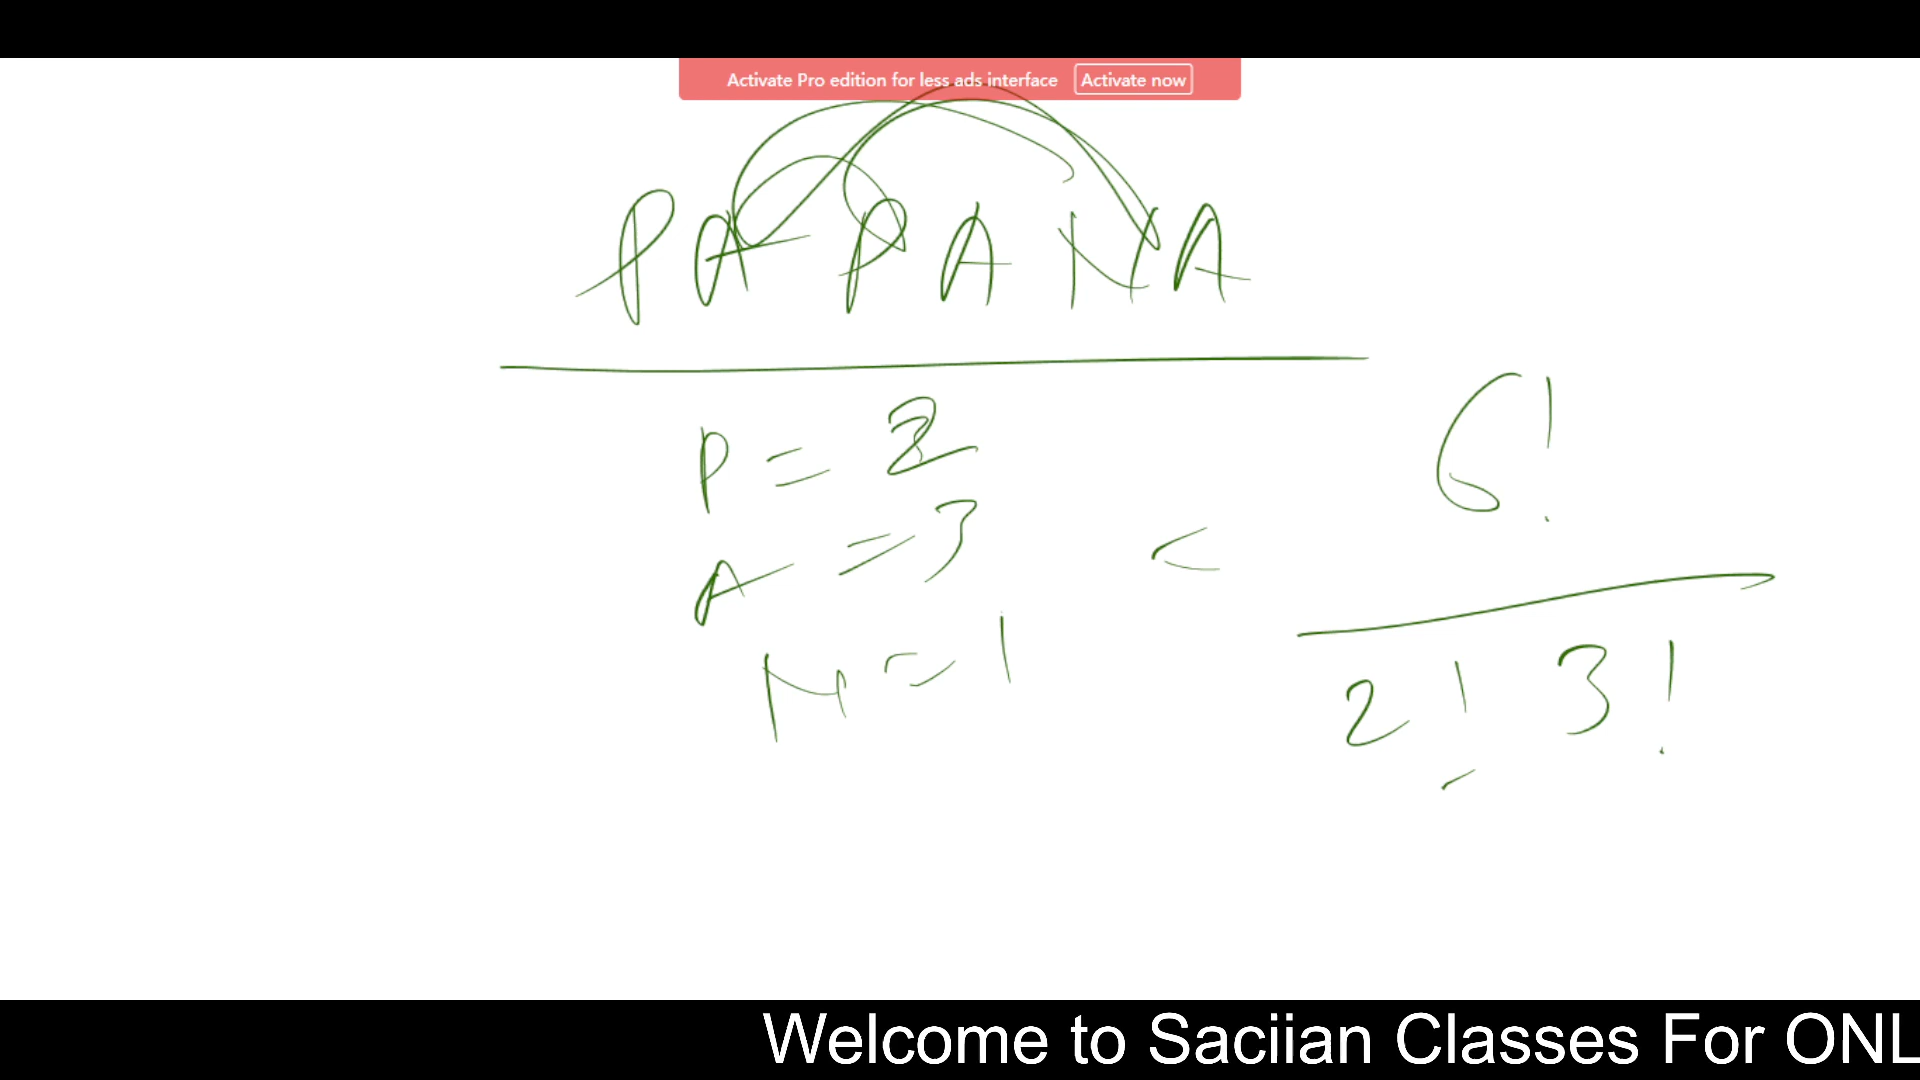 Activate Pro edition for less ads interface Activate now
PAPANA
P = 2
A = 3
N = 1
<
6!
2! 3!
Welcome to Saciian Classes For ONL